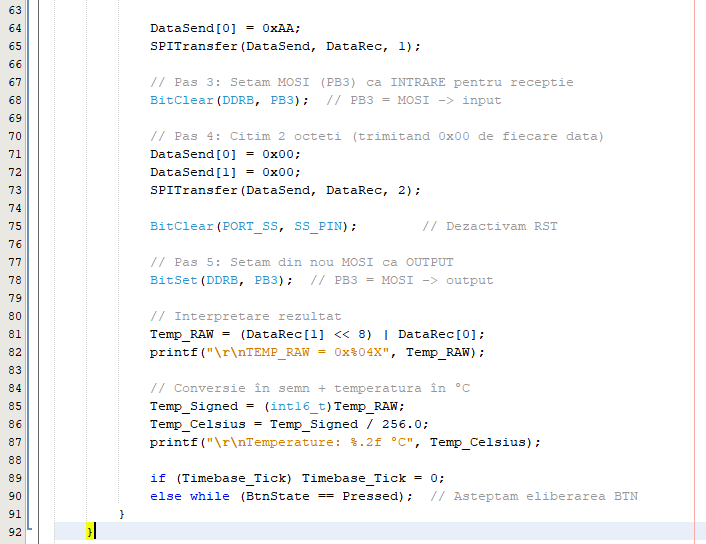 63
64 DataSend[0] = 0xAA;
65 SPITransfer(DataSend, DataRec, 1);
66
67 // Pas 3: Setam MOSI (PB3) ca INTRARE pentru receptie
68 BitClear(DDRB, PB3);  // PB3 = MOSI -> input
69
70 // Pas 4: Citim 2 octeti (trimitand 0x00 de fiecare data)
71 DataSend[0] = 0x00;
72 DataSend[1] = 0x00;
73 SPITransfer(DataSend, DataRec, 2);
74
75 BitClear(PORT_SS, SS_PIN);        // Dezactivam RST
76
77 // Pas 5: Setam din nou MOSI ca OUTPUT
78 BitSet(DDRB, PB3);  // PB3 = MOSI -> output
79
80 // Interpretare rezultat
81 Temp_RAW = (DataRec[1] << 8) | DataRec[0];
82 printf("\r\nTEMP_RAW = 0x%04X", Temp_RAW);
83
84 // Conversie în semn + temperatura în °C
85 Temp_Signed = (int16_t)Temp_RAW;
86 Temp_Celsius = Temp_Signed / 256.0;
87 printf("\r\nTemperature: %.2f °C", Temp_Celsius);
88
89 if (Timebase_Tick) Timebase_Tick = 0;
90 else while (BtnState == Pressed);  // Asteptam eliberarea BTN
91 }
92 }